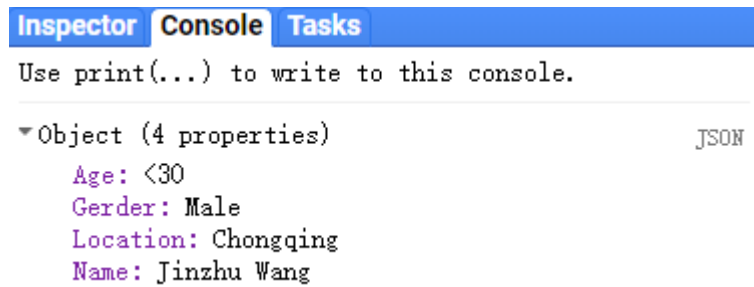 Inspector Console Tasks
Use print(...) to write to this console.
Object (4 properties) JSON
Age: <30
Gerder: Male
Location: Chongqing
Name: Jinzhu Wang